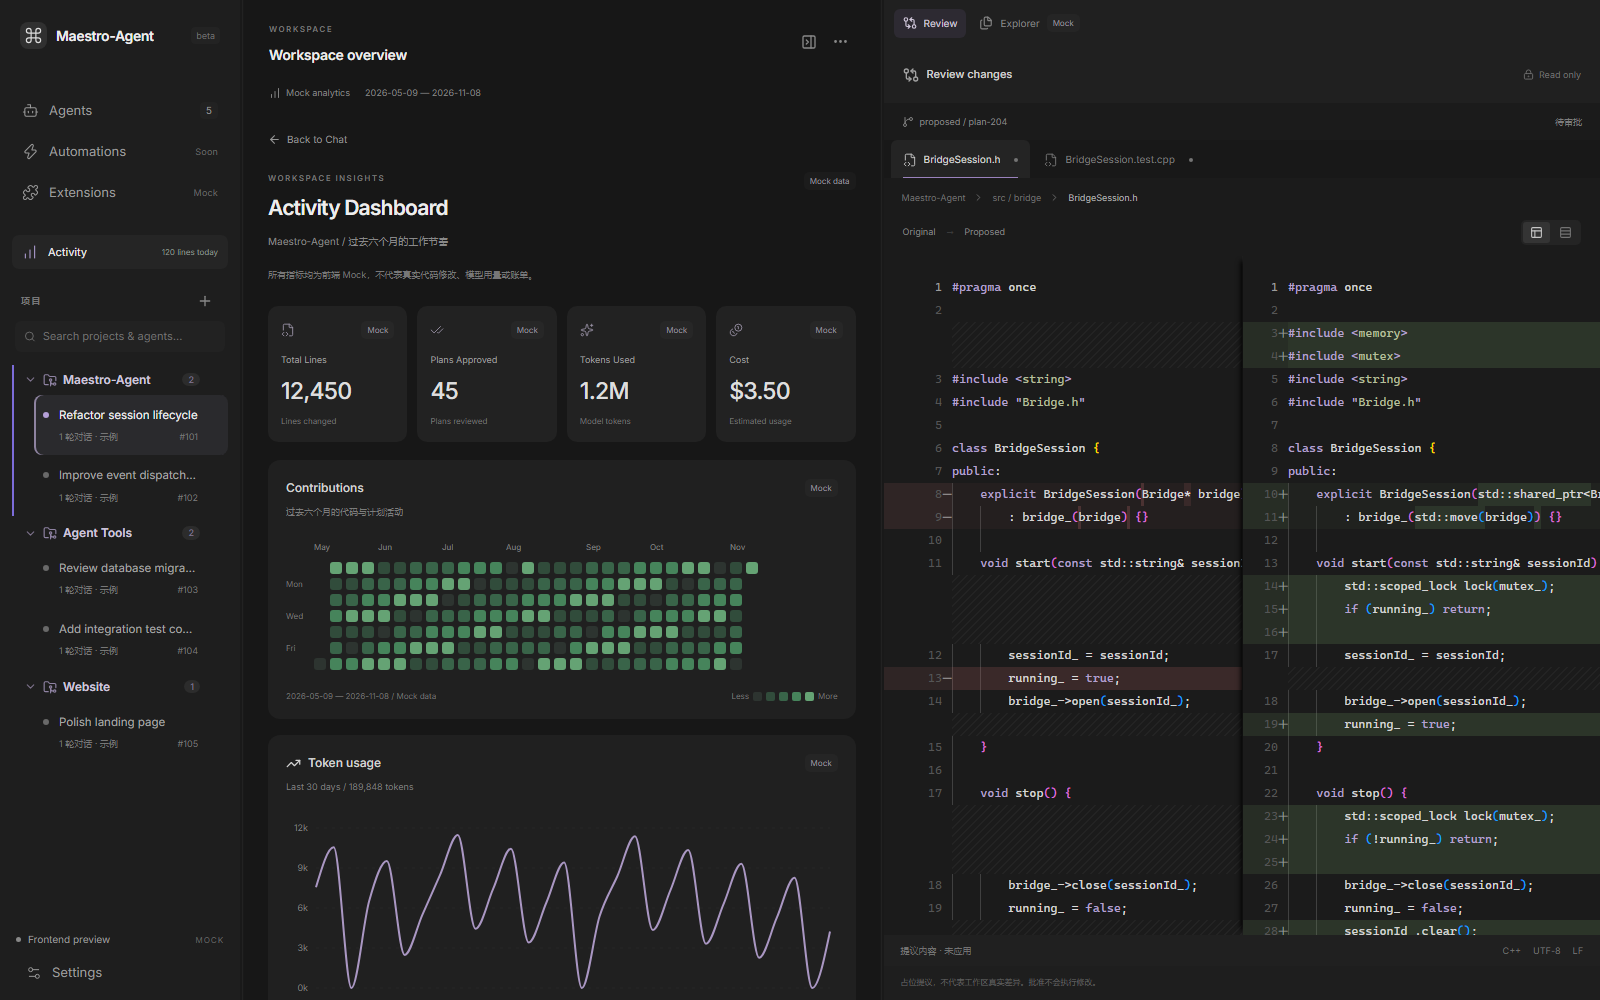 Maestro-Agent
beta
Agents
5
Automations
Soon
Extensions
Mock
Activity
120 lines today
项目
Search projects & agents...
Maestro-Agent
2
Refactor session lifecycle
1 轮对话 · 示例
#101
Improve event dispatch...
1 轮对话 · 示例
#102
Agent Tools
2
Review database migra...
1 轮对话 · 示例
#103
Add integration test co...
1 轮对话 · 示例
#104
Website
1
Polish landing page
1 轮对话 · 示例
#105
Frontend preview
MOCK
Settings
WORKSPACE
Workspace overview
Mock analytics
2026-05-09 — 2026-11-08
Back to Chat
WORKSPACE INSIGHTS
Mock data
Activity Dashboard
Maestro-Agent / 过去六个月的工作节奏
所有指标均为前端 Mock，不代表真实代码修改、模型用量或账单。
Mock
Total Lines
12,450
Lines changed
Mock
Plans Approved
45
Plans reviewed
Mock
Tokens Used
1.2M
Model tokens
Mock
Cost
$3.50
Estimated usage
Contributions
Mock
过去六个月的代码与计划活动
May Jun Jul Aug Sep Oct Nov
Mon
Wed
Fri
2026-05-09 — 2026-11-08 / Mock data
Less
More
Token usage
Mock
Last 30 days / 189,848 tokens
12k
9k
6k
3k
0k
Review
Explorer
Mock
Review changes
Read only
proposed / plan-204
待审批
BridgeSession.h
BridgeSession.test.cpp
Maestro-Agent > src / bridge > BridgeSession.h
Original — Proposed
1 #pragma once
2
3 #include <string>
4 #include "Bridge.h"
5
6 class BridgeSession {
7 public:
8− explicit BridgeSession(Bridge* bridge
9− : bridge_(bridge) {}
10
11 void start(const std::string& session
12 sessionId_ = sessionId;
13− running_ = true;
14 bridge_->open(sessionId_);
15 }
16
17 void stop() {
18 bridge_->close(sessionId_);
19 running_ = false;
1 #pragma once
2
3+#include <memory>
4+#include <mutex>
5 #include <string>
6 #include "Bridge.h"
7
8 class BridgeSession {
9 public:
10+ explicit BridgeSession(std::shared_ptr<B
11+ : bridge_(std::move(bridge)) {}
12
13 void start(const std::string& sessionId)
14+ std::scoped_lock lock(mutex_);
15+ if (running_) return;
16+
17 sessionId_ = sessionId;
18 bridge_->open(sessionId_);
19+ running_ = true;
20 }
21
22 void stop() {
23+ std::scoped_lock lock(mutex_);
24+ if (!running_) return;
25+
26 bridge_->close(sessionId_);
27 running_ = false;
28+ sessionId_.clear();
提议内容 · 未应用
C++
UTF-8
LF
占位提议，不代表工作区真实差异。批准不会执行修改。